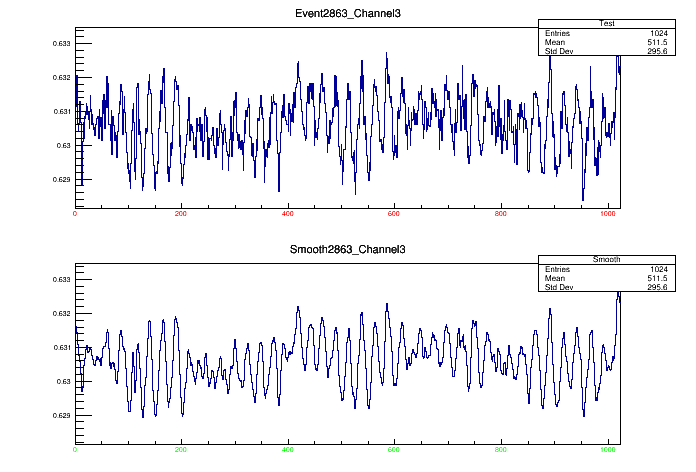 Event2863_Channel3
Test
Entries 1024
Mean 511.5
Std Dev 295.6
0.633
0.632
0.631
0.63
0.629
0 200 400 600 800 1000
Smooth2863_Channel3
Smooth
Entries 1024
Mean 511.5
Std Dev 295.6
0.633
0.632
0.631
0.63
0.629
0 200 400 600 800 1000